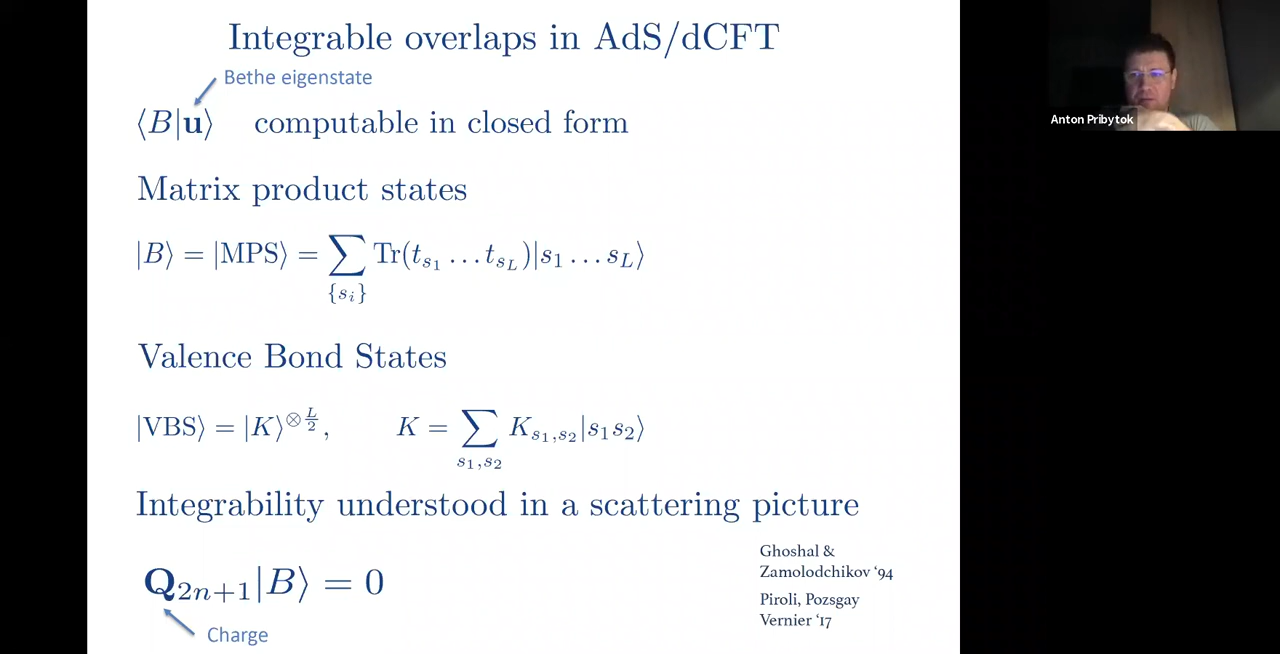 Integrable overlaps in AdS/dCFT
Bethe eigenstate
⟨B|u⟩ computable in closed form
Matrix product states
|B⟩ = |MPS⟩ = ∑_{s_i} Tr(t_{s_1} … t_{s_L})|s_1 … s_L⟩
Valence Bond States
|VBS⟩ = |K⟩^{⊗ L/2}, K = ∑_{s_1,s_2} K_{s_1,s_2}|s_1 s_2⟩
Integrability understood in a scattering picture
Q_{2n+1}|B⟩ = 0
Charge
Ghoshal &
Zamolodchikov ‘94
Piroli, Pozsgay
Vernier ‘17
Anton Pribytok